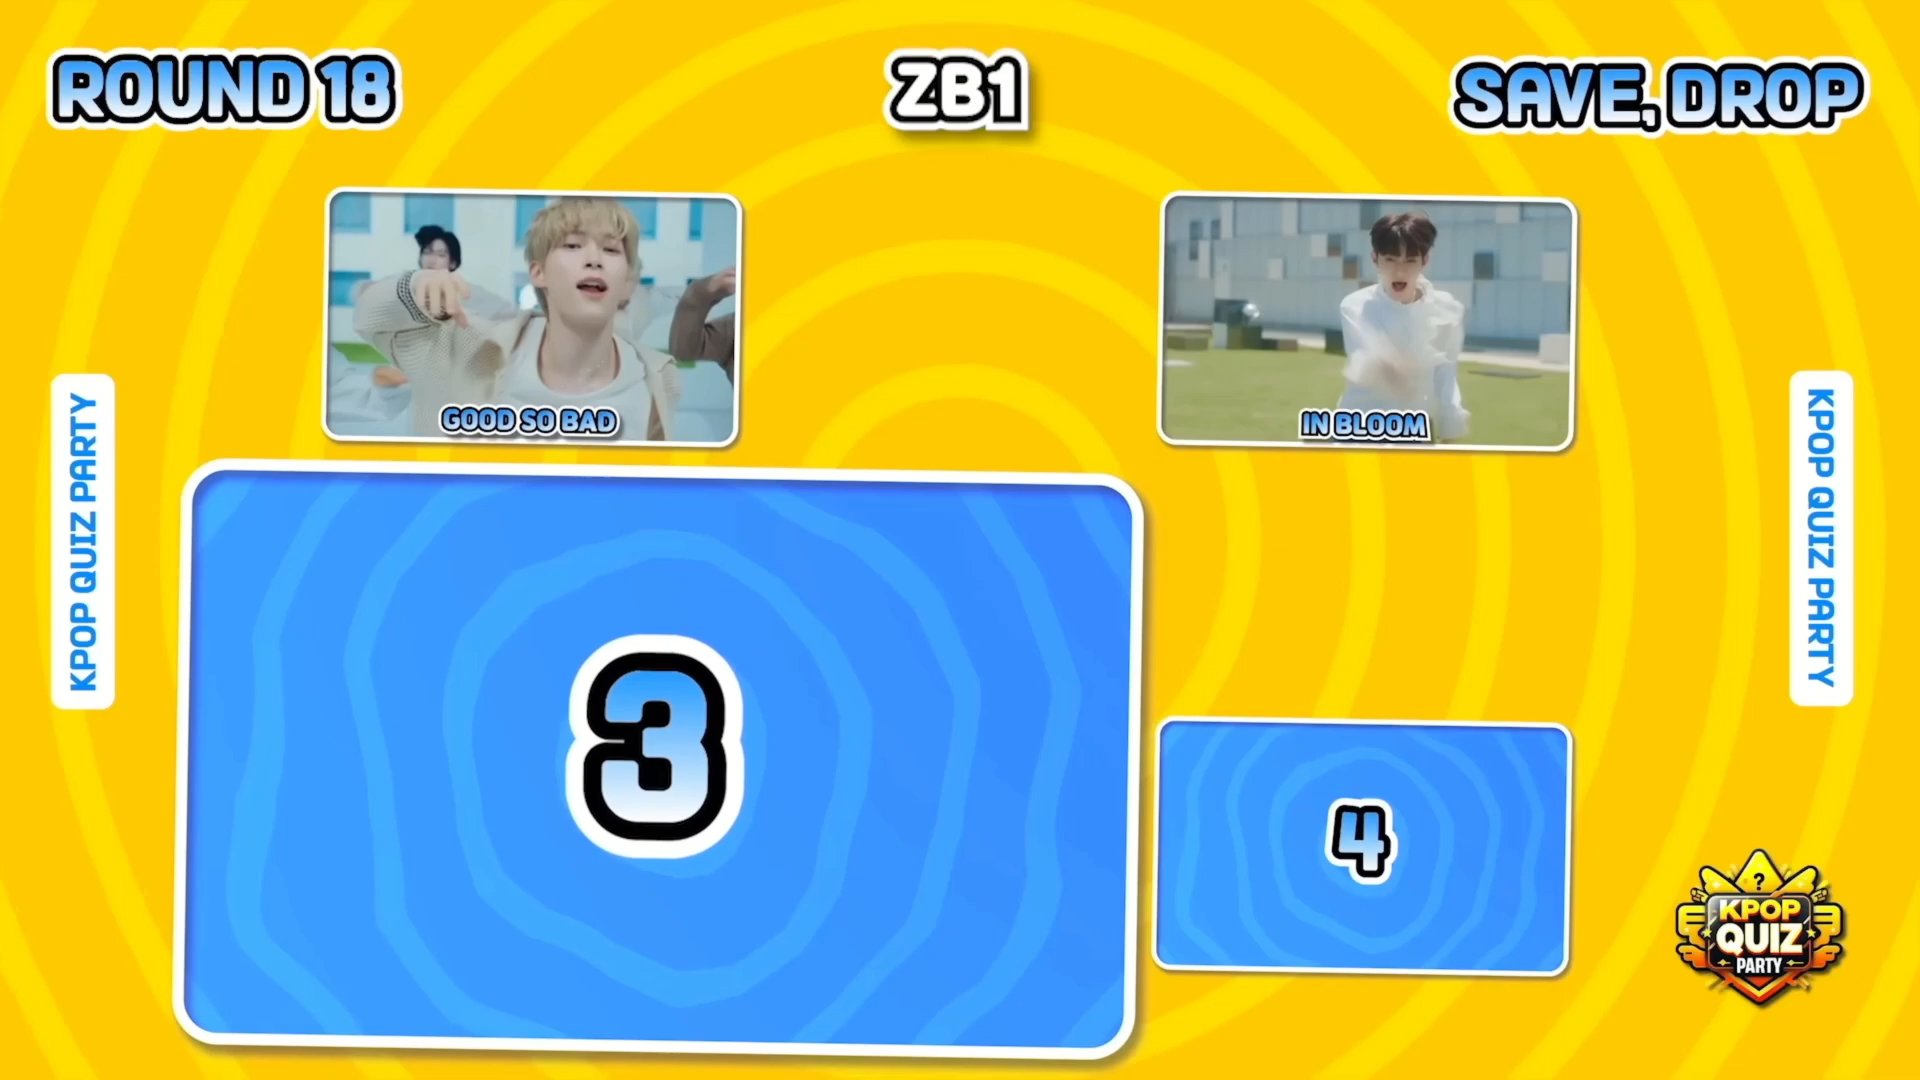 ROUND 18
ZB1
SAVE, DROP
GOOD SO BAD
IN BLOOM
KPOP QUIZ PARTY
KPOP QUIZ PARTY
3
4
?
KPOP
QUIZ
PARTY